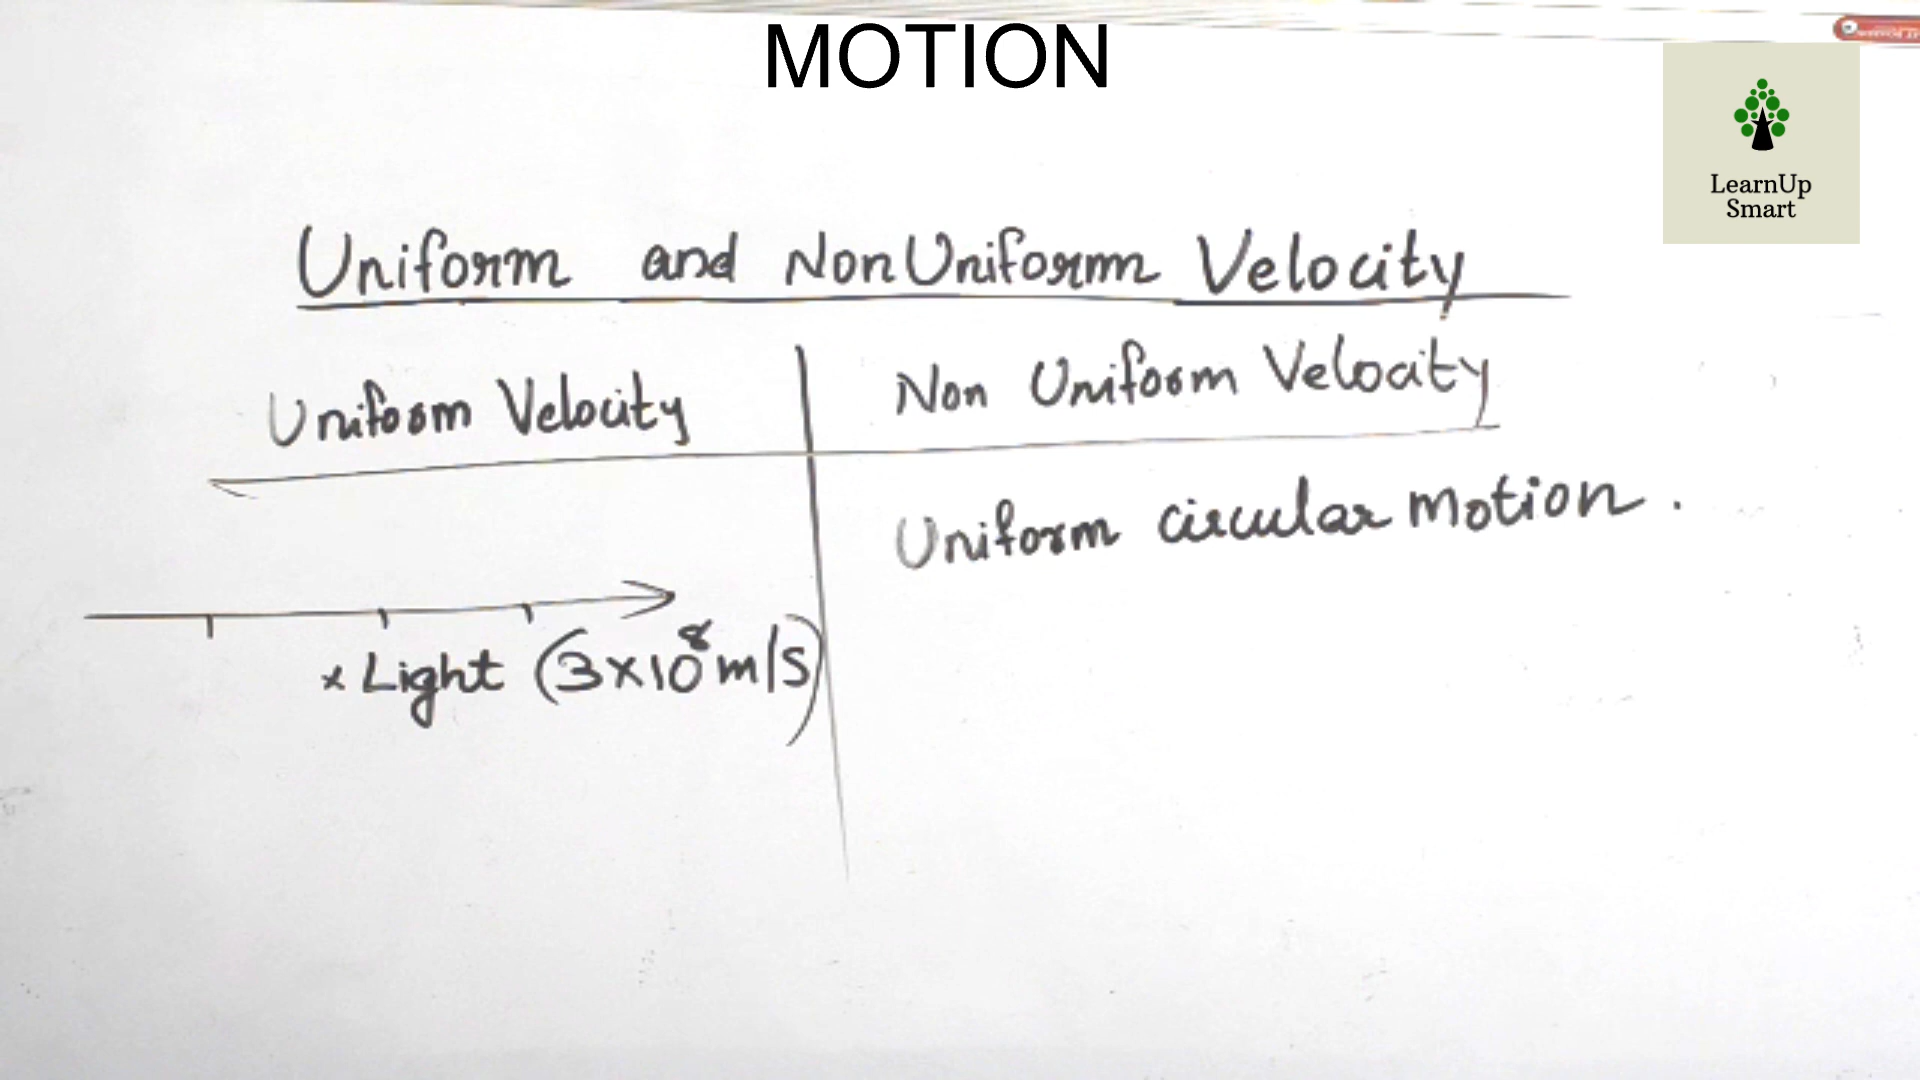 MOTION
LearnUp
Smart
Uniform and NonUniform Velocity
Uniform Velocity
Non Uniform Velocity
Uniform circular motion.
× Light (3×10⁸ m/s)